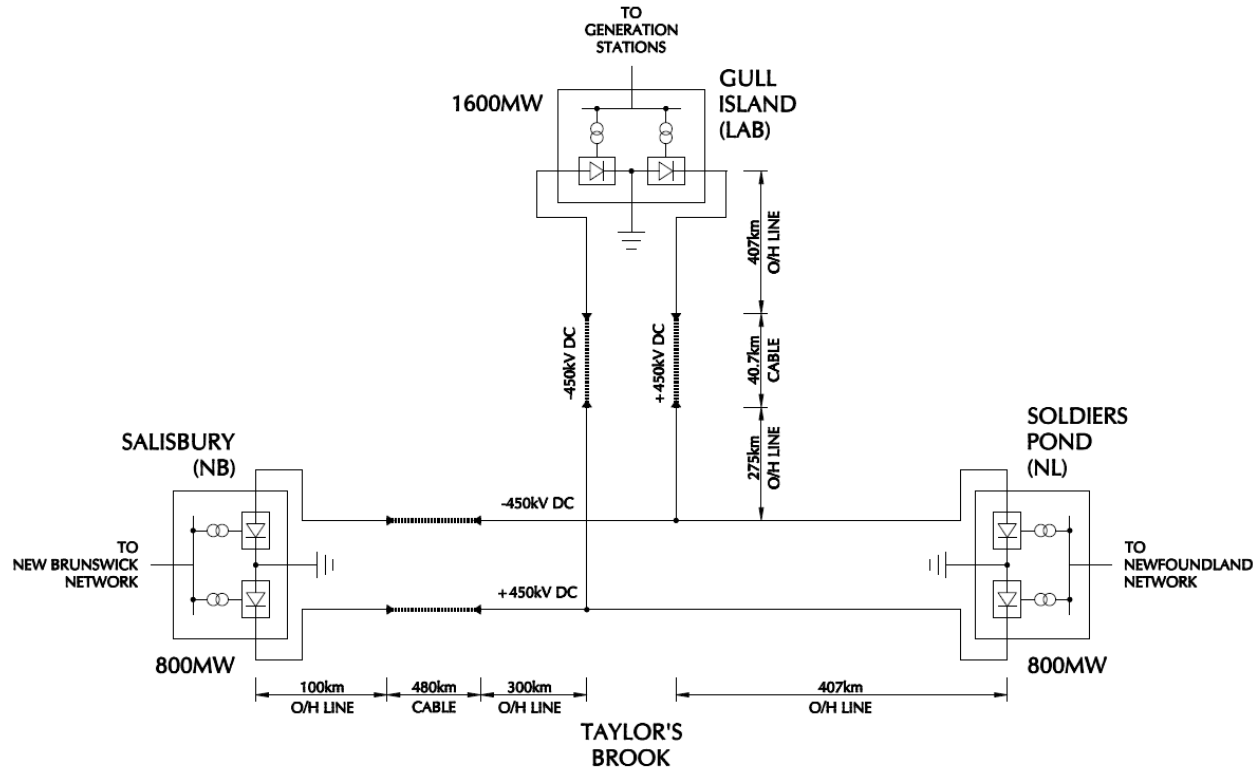 TO
GENERATION
STATIONS
1600MW
GULL
ISLAND
(LAB)
407km
O/H LINE
-450kV DC
+450kV DC
40.7km
CABLE
275km
O/H LINE
SALISBURY
(NB)
SOLDIERS
POND
(NL)
-450kV DC
TO
NEW BRUNSWICK
NETWORK
TO
NEWFOUNDLAND
NETWORK
+450kV DC
800MW
800MW
100km
O/H LINE
480km
CABLE
300km
O/H LINE
407km
O/H LINE
TAYLOR'S
BROOK